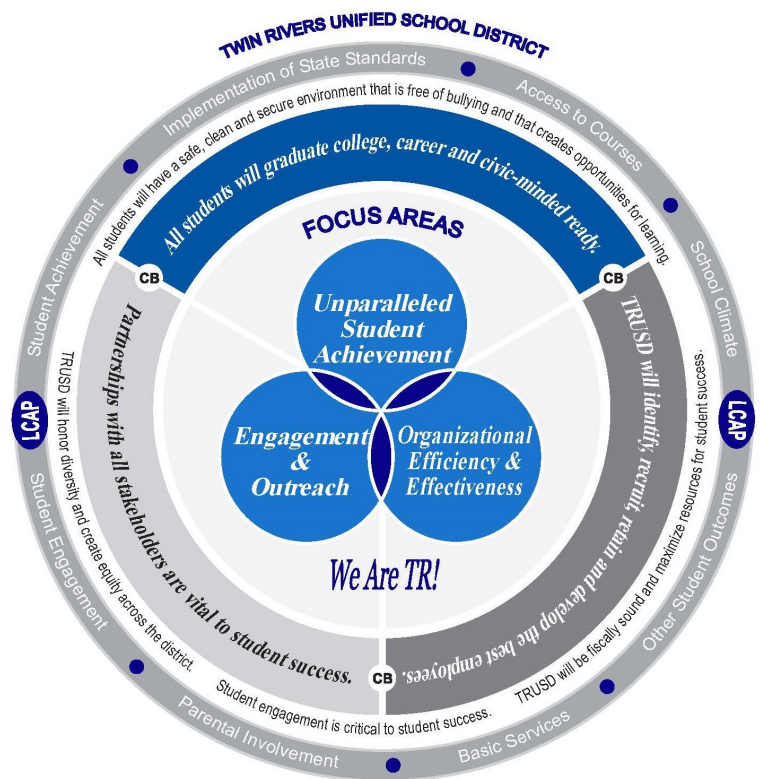 TWIN RIVERS UNIFIED SCHOOL DISTRICT
Implementation of State Standards
Access to Courses
School Climate
LCAP
Other Student Outcomes
Basic Services
Parental Involvement
Student Engagement
LCAP
Student Achievement
All students will have a safe, clean and secure environment that is free of bullying and that creates opportunities for learning.
TRUSD will be fiscally sound and maximize resources for student success.
Student engagement is critical to student success.
TRUSD will honor diversity and create equity across the district.
All students will graduate college, career and civic-minded ready.
CB
TRUSD will identify, recruit, retain and develop the best employees.
CB
Partnerships with all stakeholders are vital to student success.
CB
FOCUS AREAS
Unparalleled
Student
Achievement
Engagement
&
Outreach
Organizational
Efficiency &
Effectiveness
We Are TR!